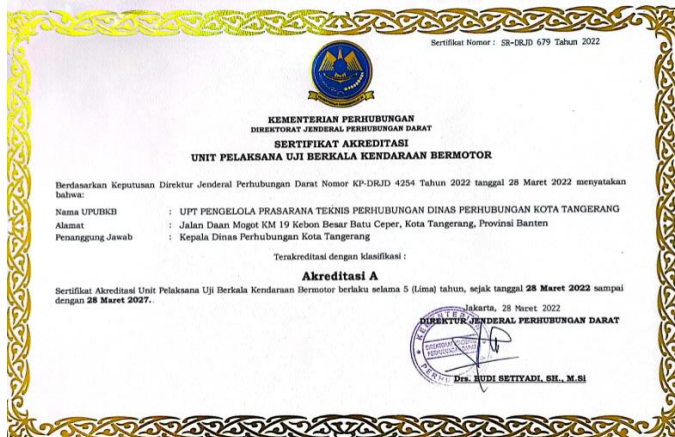 Sertifikat Nomor : SR-DRJD 679 Tahun 2022
KEMENTERIAN PERHUBUNGAN
DIREKTORAT JENDERAL PERHUBUNGAN DARAT
SERTIFIKAT AKREDITASI
UNIT PELAKSANA UJI BERKALA KENDARAAN BERMOTOR
Berdasarkan Keputusan Direktur Jenderal Perhubungan Darat Nomor KP-DRJD 4254 Tahun 2022 tanggal 28 Maret 2022 menyatakan
bahwa:
Nama UPUBKB : UPT PENGELOLA PRASARANA TEKNIS PERHUBUNGAN DINAS PERHUBUNGAN KOTA TANGERANG
Alamat : Jalan Daan Mogot KM 19 Kebon Besar Batu Ceper, Kota Tangerang, Provinsi Banten
Penanggung Jawab : Kepala Dinas Perhubungan Kota Tangerang
Terakreditasi dengan klasifikasi :
Akreditasi A
Sertifikat Akreditasi Unit Pelaksana Uji Berkala Kendaraan Bermotor berlaku selama 5 (Lima) tahun, sejak tanggal 28 Maret 2022 sampai
dengan 28 Maret 2027.
Jakarta, 28 Maret 2022
DIREKTUR JENDERAL PERHUBUNGAN DARAT
Drs. BUDI SETIYADI, SH., M.Si